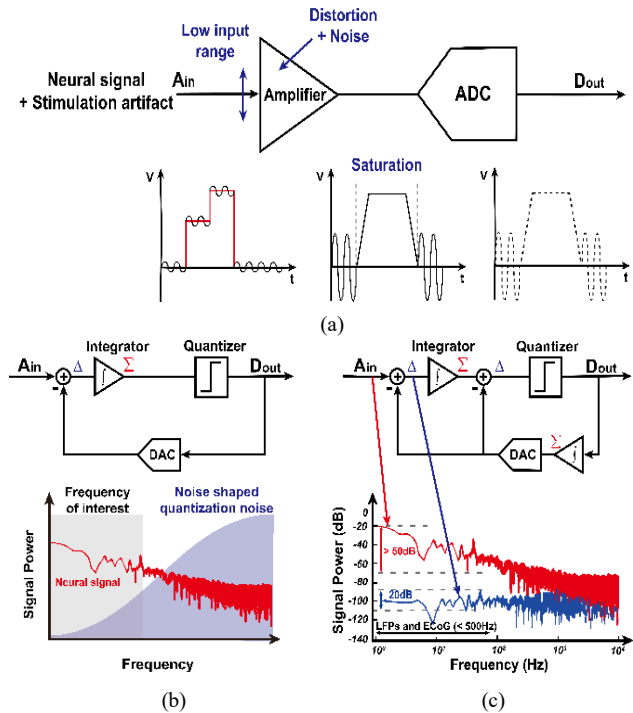 Low input
range
Distortion
+ Noise
Neural signal
+ Stimulation artifact
Ain
Amplifier
ADC
Dout
V
t
Saturation
V
t
V
t
(a)
Integrator
Quantizer
Ain
+
-
Δ
∫
Σ
Dout
DAC
Frequency
of interest
Noise shaped
quantization noise
Neural signal
Signal Power
Frequency
(b)
Integrator
Quantizer
Ain
+
-
Δ
∫
Σ
+
-
Δ
Dout
DAC
Σ
∫
Signal Power (dB)
0
-20
-40
-60
-80
-100
-120
-140
> 50dB
20dB
LFPs and ECoG (< 500Hz)
10⁰ 10¹ 10² 10³ 10⁴
Frequency (Hz)
(c)